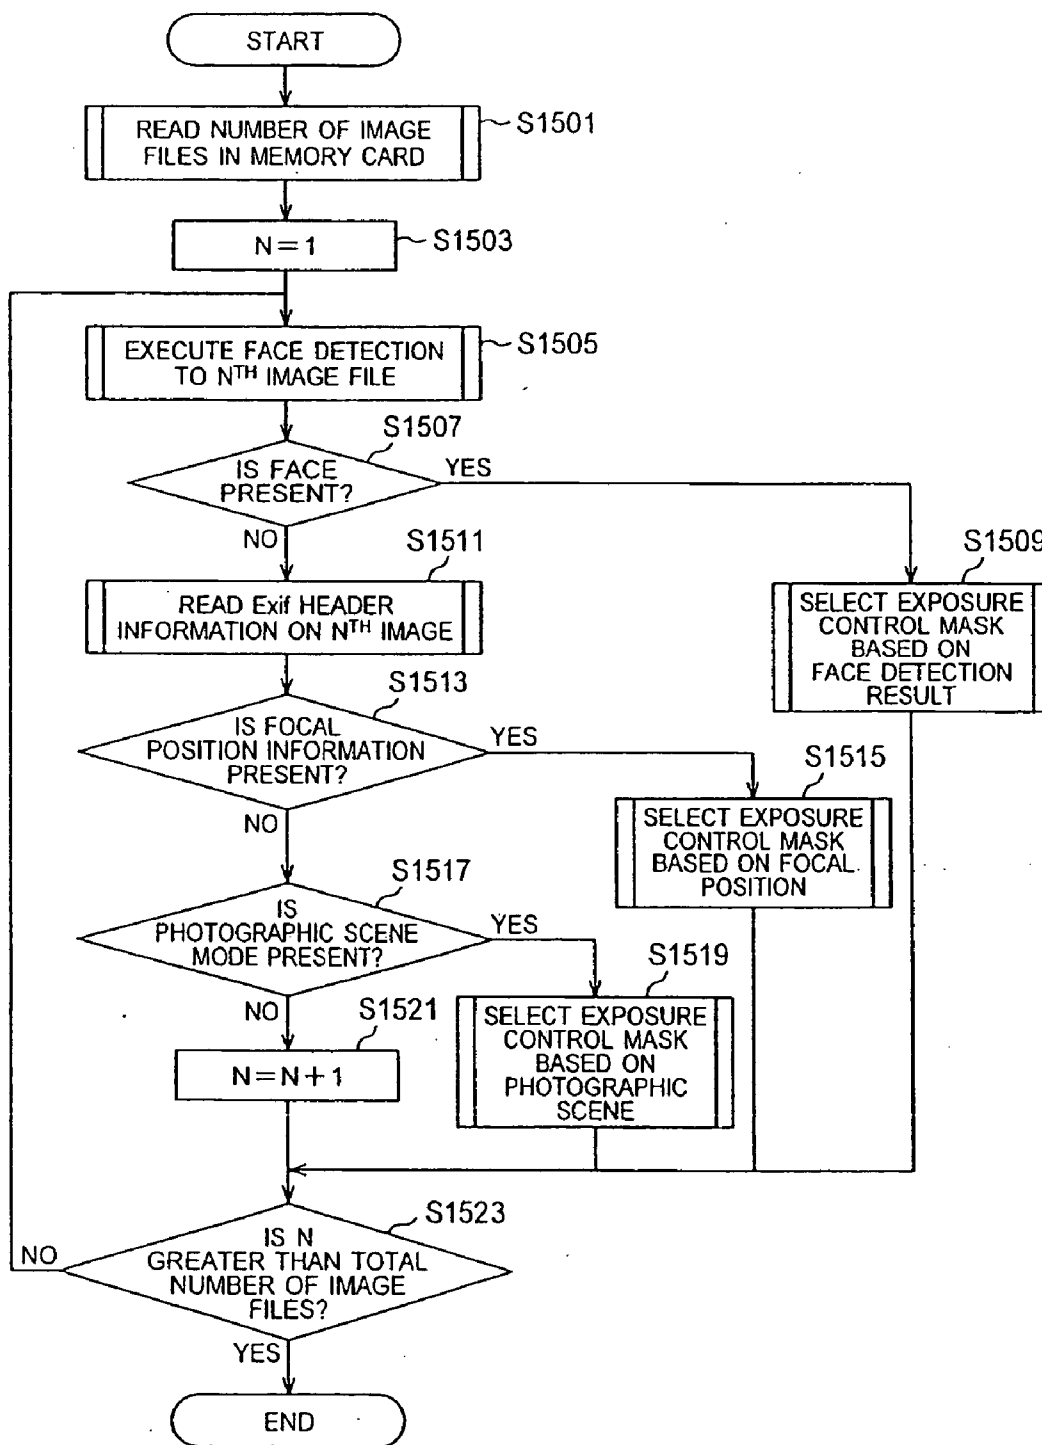 START
READ NUMBER OF IMAGE
FILES IN MEMORY CARD
S1501
N=1
S1503
EXECUTE FACE DETECTION
TO NTH IMAGE FILE
S1505
S1507
IS FACE
PRESENT?
YES
NO
S1511
READ Exif HEADER
INFORMATION ON NTH IMAGE
S1509
SELECT EXPOSURE
CONTROL MASK
BASED ON
FACE DETECTION
RESULT
S1513
IS FOCAL
POSITION INFORMATION
PRESENT?
YES
NO
S1515
SELECT EXPOSURE
CONTROL MASK
BASED ON FOCAL
POSITION
S1517
IS
PHOTOGRAPHIC SCENE
MODE PRESENT?
YES
NO
S1519
SELECT EXPOSURE
CONTROL MASK
BASED ON
PHOTOGRAPHIC
SCENE
S1521
N=N+1
S1523
IS N
GREATER THAN TOTAL
NUMBER OF IMAGE
FILES?
NO
YES
END